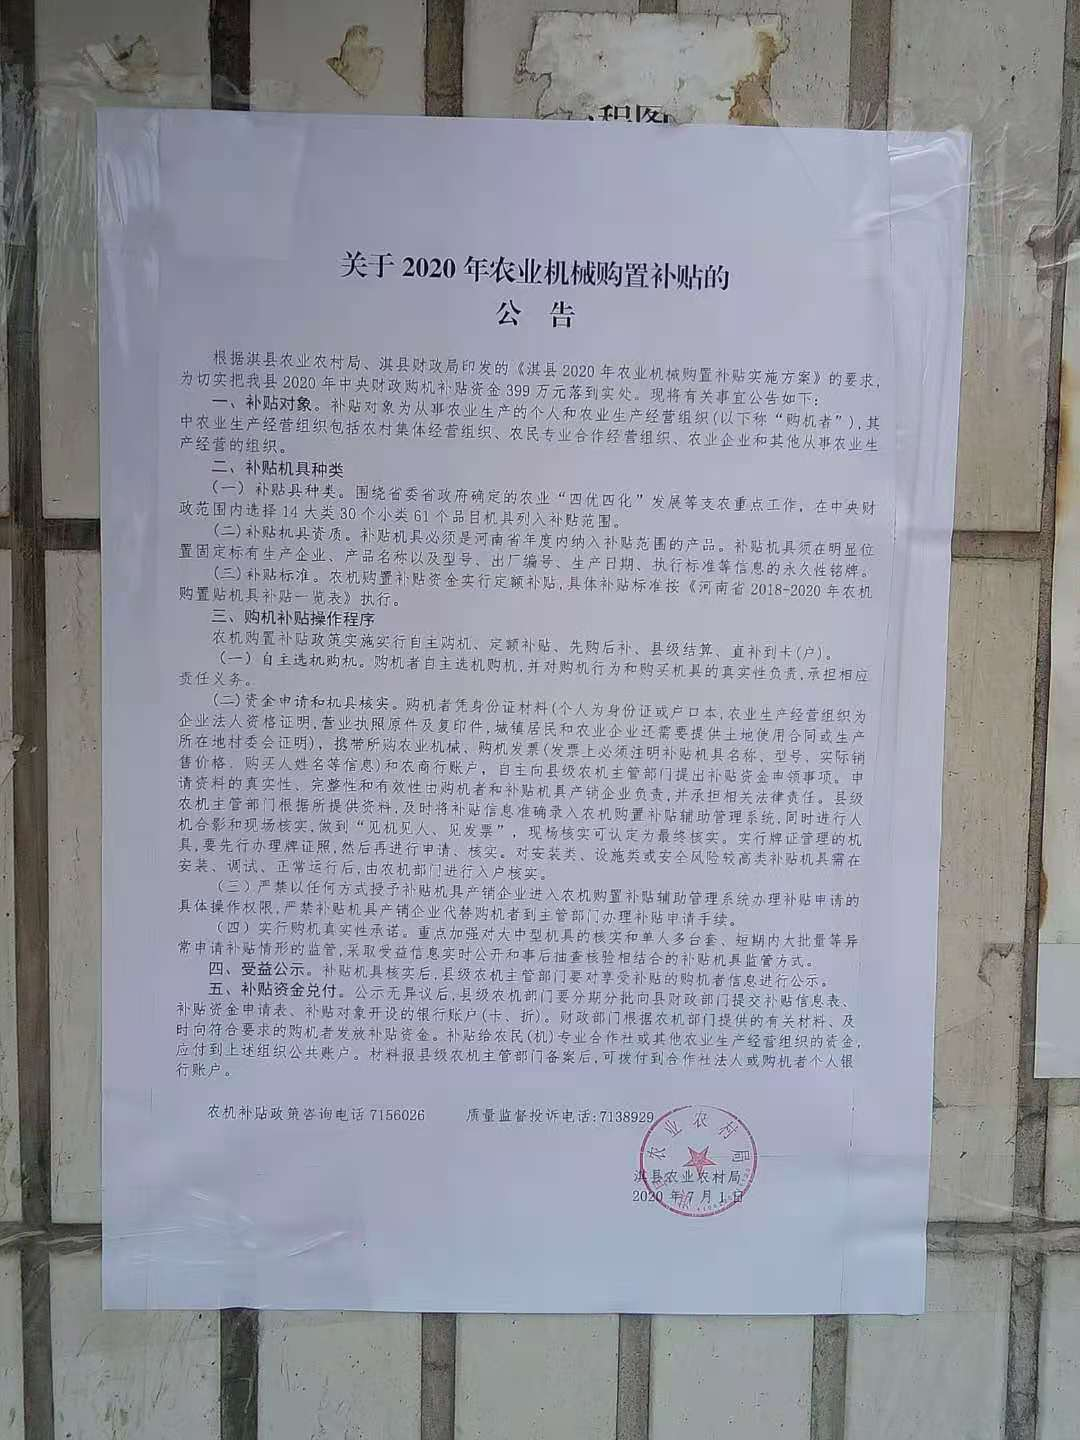 程图
关于 2020 年农业机械购置补贴的
公 告
根据淇县农业农村局、淇县财政局印发的《淇县 2020 年农业机械购置补贴实施方案》的要求,
为切实把我县 2020 年中央财政购机补贴资金 399 万元落到实处。现将有关事宜公告如下:
一、补贴对象。补贴对象为从事农业生产的个人和农业生产经营组织(以下称“购机者”),其
中农业生产经营组织包括农村集体经营组织、农民专业合作经营组织、农业企业和其他从事农业生
产经营的组织。
二、补贴机具种类
(一) 补贴具种类。围绕省委省政府确定的农业“四优四化”发展等支农重点工作，在中央财
政范围内选择 14 大类 30 个小类 61 个品目机具列入补贴范围。
(二)补贴机具资质。补贴机具必须是河南省年度内纳入补贴范围的产品。补贴机具须在明显位
置固定标有生产企业、产品名称以及型号、出厂编号、生产日期、执行标准等信息的永久性铭牌。
(三)补贴标准。农机购置补贴资金实行定额补贴,具体补贴标准按《河南省 2018-2020 年农机
购置贴机具补贴一览表》执行。
三、购机补贴操作程序
农机购置补贴政策实施实行自主购机、定额补贴、先购后补、县级结算、直补到卡(户)。
(一) 自主选机购机。购机者自主选机购机,并对购机行为和购买机具的真实性负责,承担相应
责任义务。
(二)资金申请和机具核实。购机者凭身份证材料(个人为身份证或户口本,农业生产经营组织为
企业法人资格证明,营业执照原件及复印件,城镇居民和农业企业还需要提供土地使用合同或生产
所在地村委会证明)，携带所购农业机械、购机发票(发票上必须注明补贴机具名称、型号、实际销
售价格、购买人姓名等信息)和农商行账户，自主向县级农机主管部门提出补贴资金申领事项。申
请资料的真实性、完整性和有效性由购机者和补贴机具产销企业负责,并承担相关法律责任。县级
农机主管部门根据所提供资料,及时将补贴信息准确录入农机购置补贴辅助管理系统,同时进行人
机合影和现场核实,做到“见机见人、见发票”，现杨核实可认定为最终核实。实行牌证管理的机
具,要先行办理牌证照,然后再进行申请、核实。对安装类、设施类或安全风险较高类补贴机具需在
安装、调试、正常运行后,由农机部门进行入户核实。
(三) 严禁以任何方式授予补贴机具产销企业进入农机购置补贴辅助管理系统办理补贴申请的
具体操作权限,严禁补贴机具产销企业代替购机者到主管部门办理补贴申请手续。
(四) 实行购机真实性承诺。重点加强对大中型机具的核实和单人多台套、短期内大批量等异
常申请补贴情形的监管,采取受益信息实时公开和事后抽查核验相结合的补贴机具监管方式。
四、受益公示。补贴机具核实后,县级农机主管部门要对享受补贴的购机者信息进行公示。
五、补贴资金兑付。公示无异议后,县级农机部门要分期分批向县财政部门提交补贴信息表、
补贴资金申请表、补贴对象开设的银行账户(卡、折)。财政部门根据农机部门提供的有关材料、及
时向符合要求的购机者发放补贴资金。补贴给农民(机)专业合作社或其他农业生产经营组织的资金,
应付到上述组织公共账户。材料报县级农机主管部门备案后,可拨付到合作社法人或购机者个人银
行账户。
农机补贴政策咨询电话 7156026 质量监督投诉电话:7138929
淇县农业农村局
2020 年 7 月 1 日